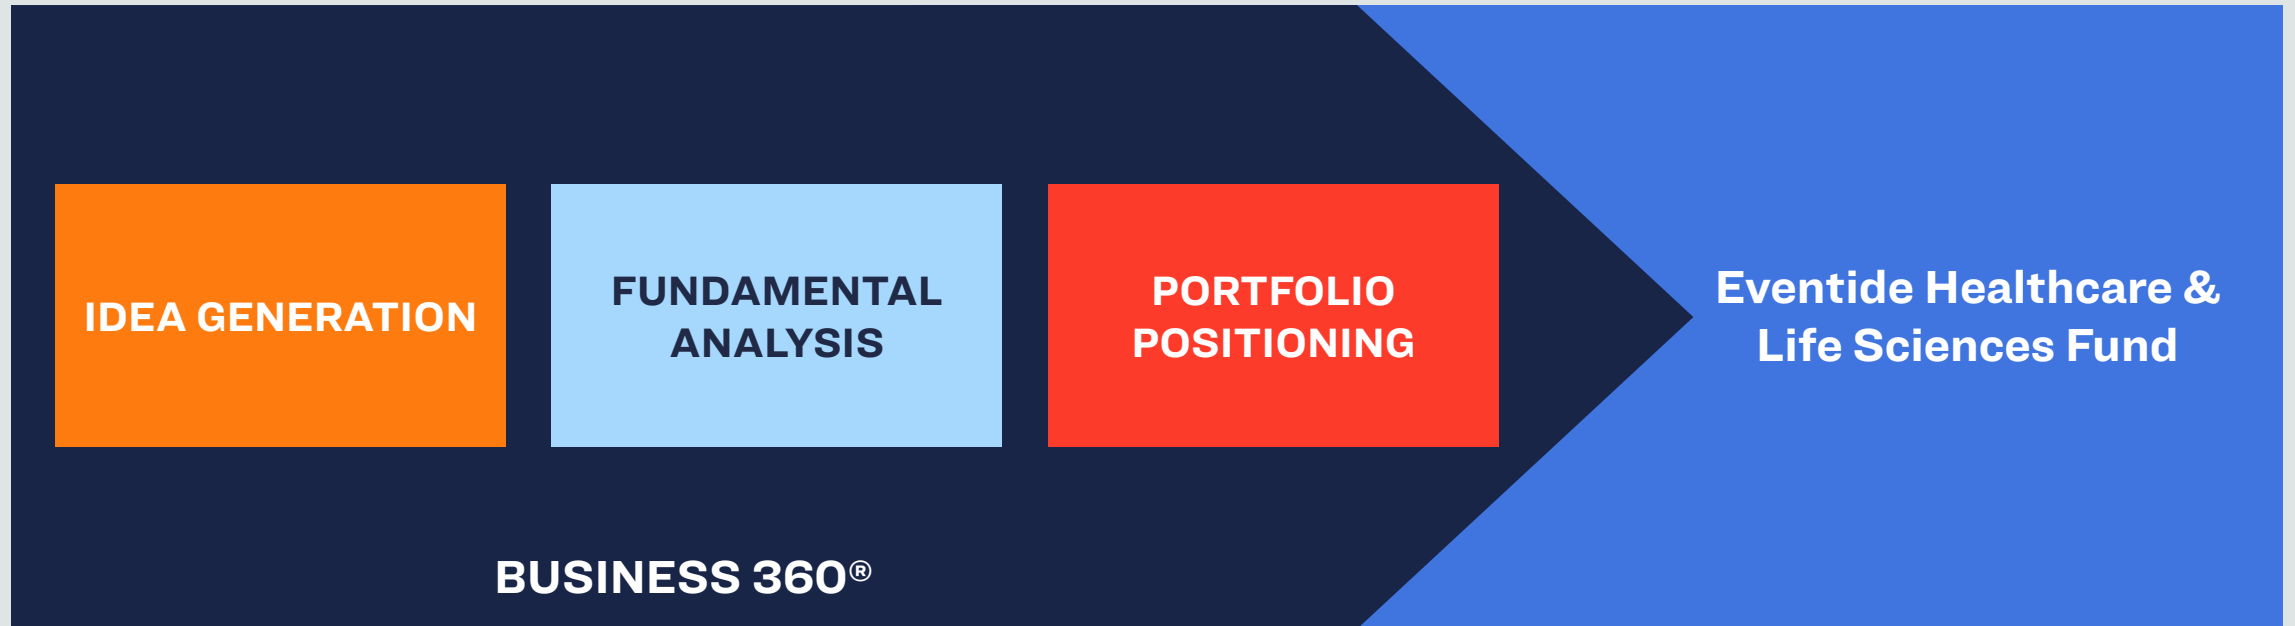 IDEA GENERATION
FUNDAMENTAL
ANALYSIS
PORTFOLIO
POSITIONING
Eventide Healthcare &
Life Sciences Fund
BUSINESS 360®